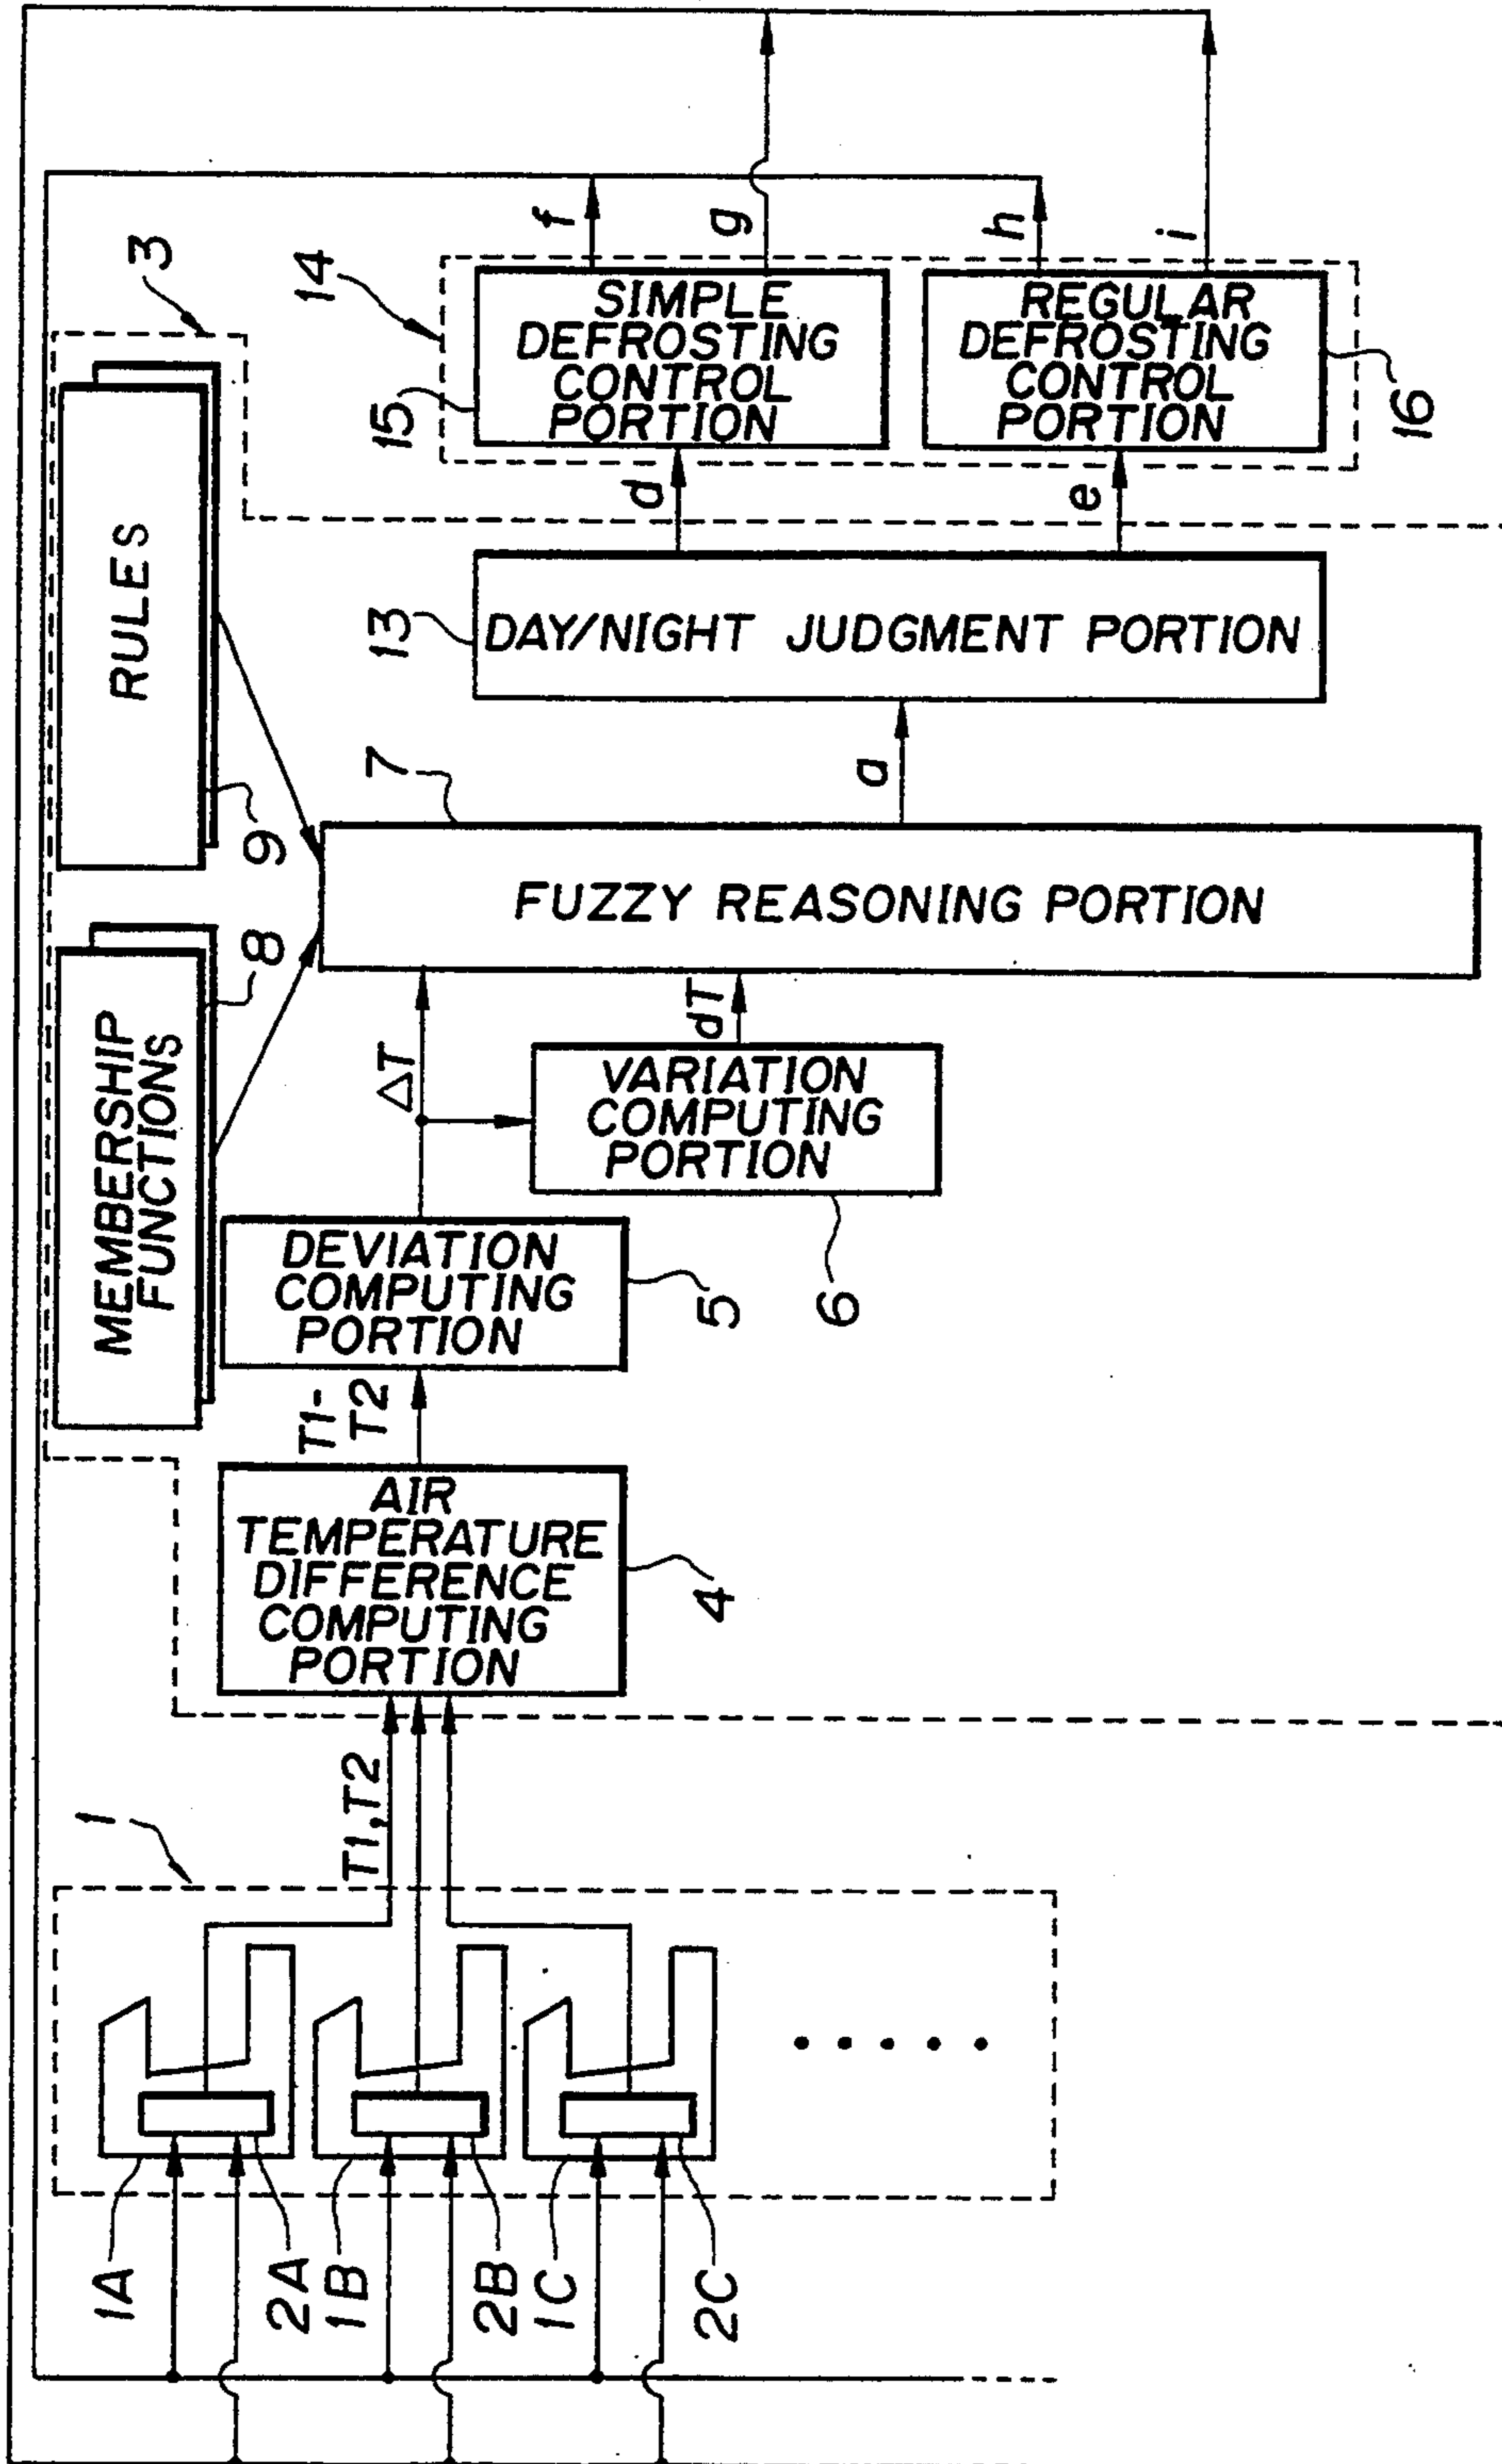 1
1A
2A
1B
2B
1C
2C
T1,T2
3
MEMBERSHIP
FUNCTIONS
8
RULES
9
AIR
TEMPERATURE
DIFFERENCE
COMPUTING
PORTION
4
T1-
T2
DEVIATION
COMPUTING
PORTION
5
ΔT
VARIATION
COMPUTING
PORTION
6
dT
FUZZY REASONING PORTION
7
a
DAY/NIGHT JUDGMENT PORTION
13
d
e
14
SIMPLE
DEFROSTING
CONTROL
PORTION
15
REGULAR
DEFROSTING
CONTROL
PORTION
16
f
g
h
i